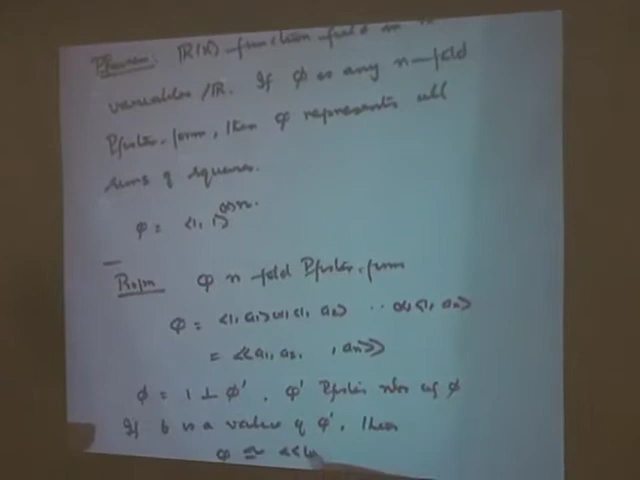 Theorem. R(X) function field in n
variables /R. If φ is any n-fold
Pfister form, then φ represents all
sums of squares.
φ = <1, 1>^⊗n.
Propn φ n-fold Pfister form
φ = <1, a₁> ⊗ <1, a₂> ·· ⊗ <1, aₙ>
= <<a₁, a₂, , aₙ>>
φ = 1 ⊥ φ'. φ' Pfister of φ
If b is a value of φ', then
φ ≃ <<b